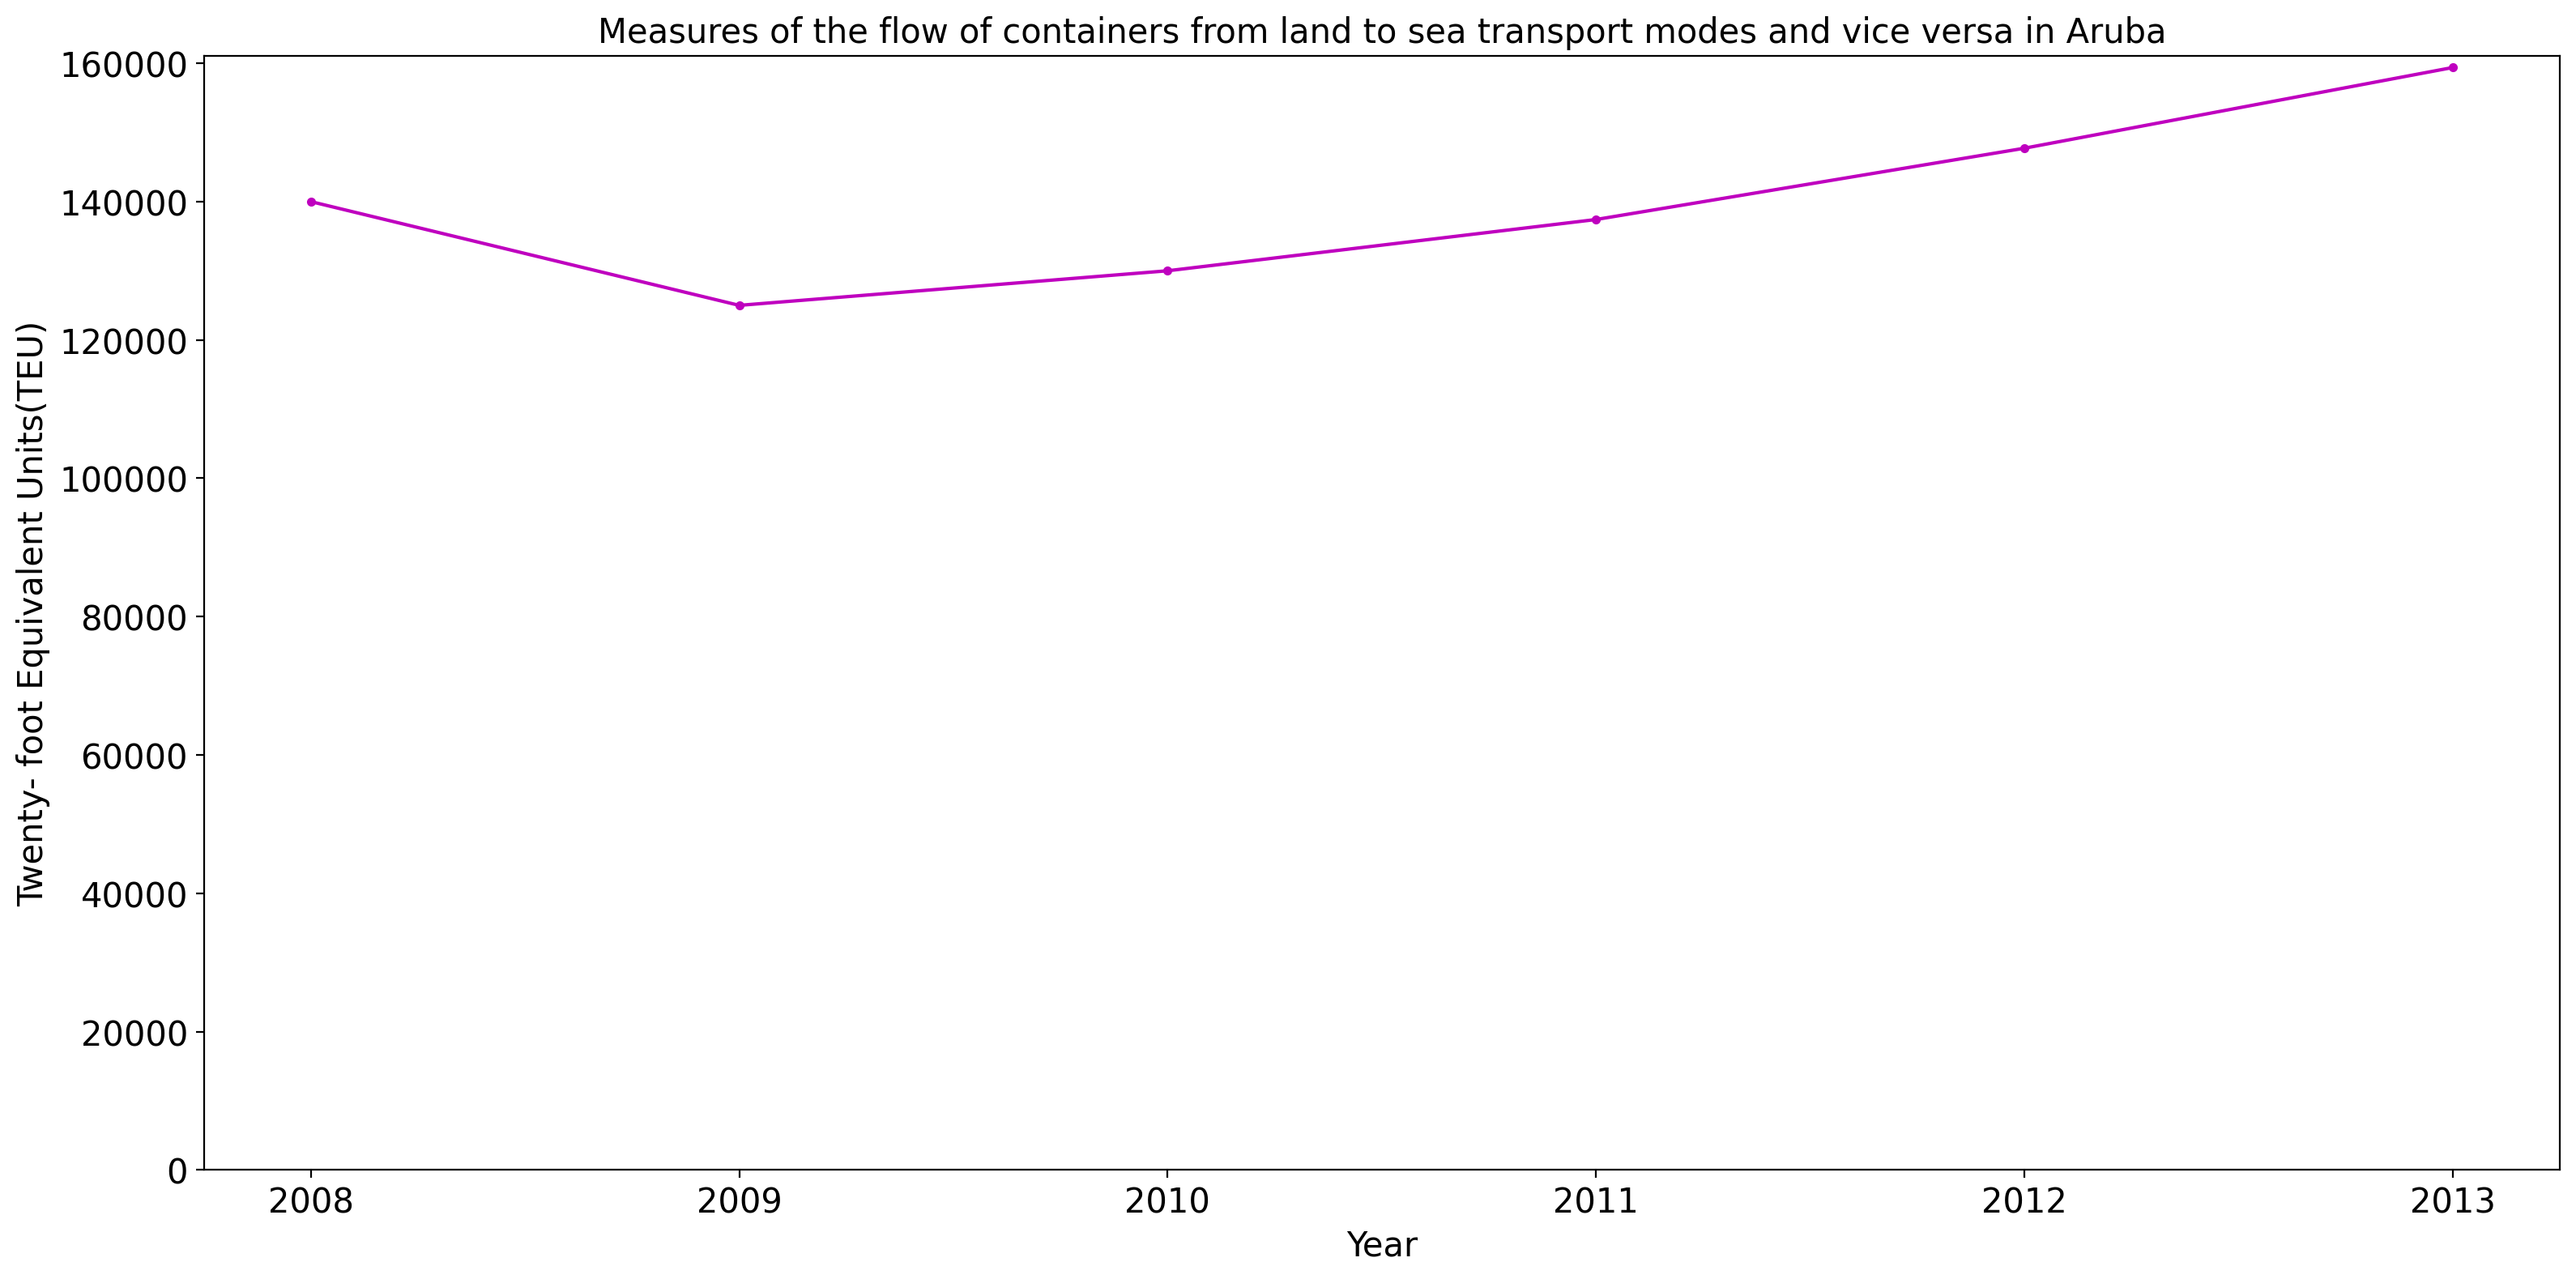 Measures of the flow of containers from land to sea transport modes and vice versa in Aruba
Twenty- foot Equivalent Units(TEU)
160000
140000
120000
100000
80000
60000
40000
20000
0
2008 2009 2010 2011 2012 2013
Year